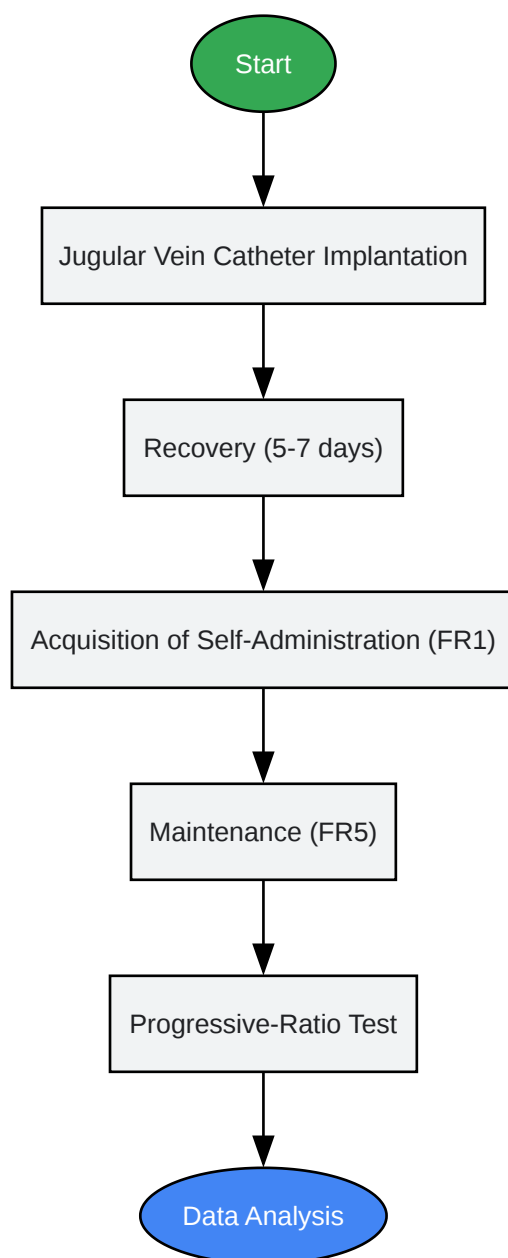 Start
Jugular Vein Catheter Implantation
Recovery (5-7 days)
Acquisition of Self-Administration (FR1)
Maintenance (FR5)
Progressive-Ratio Test
Data Analysis